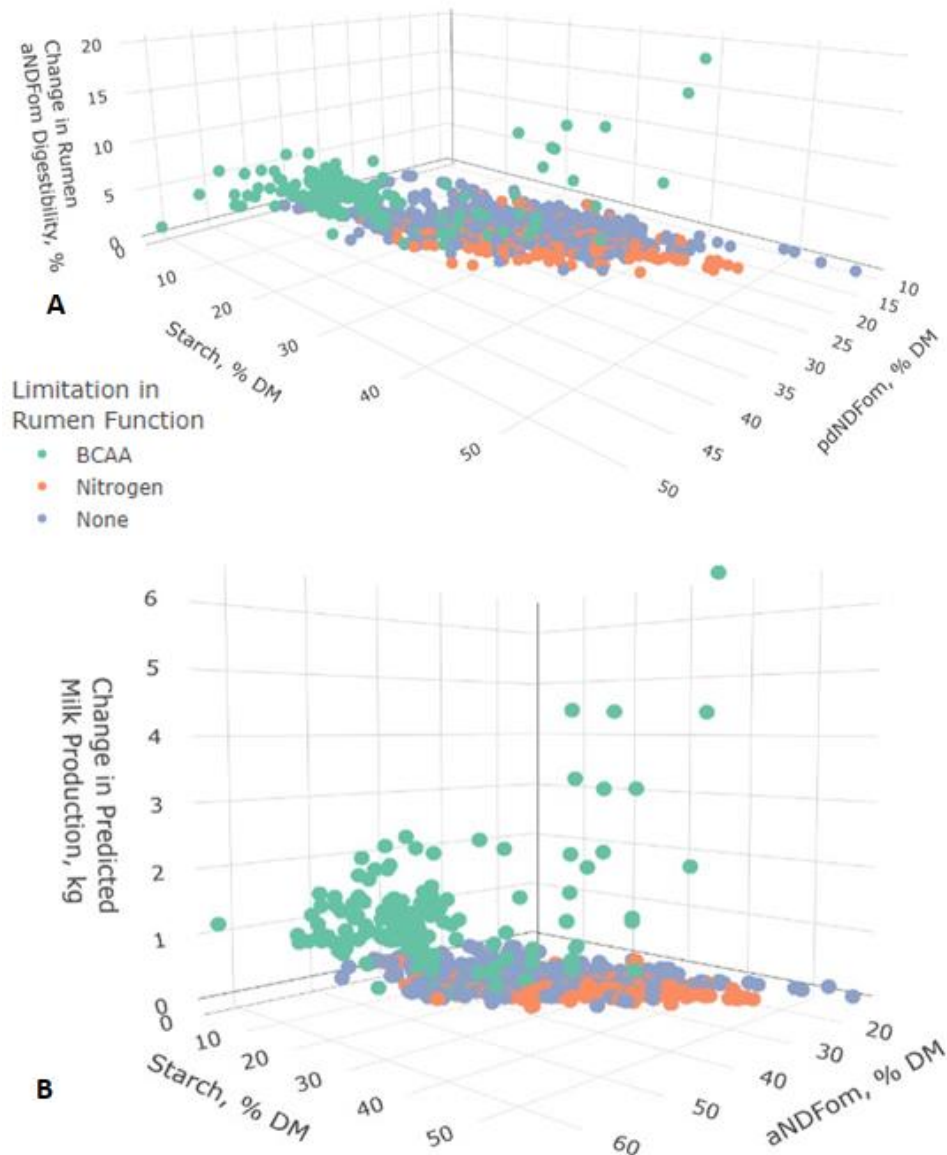 20
15
10
5
0
Change in Rumen
aNDFom Digestibility, %
0
10
20
30
40
50
Starch, % DM
10
15
20
25
30
35
40
45
50
pdNDFom, % DM
A
Limitation in
Rumen Function
BCAA
Nitrogen
None
6
5
4
3
2
1
0
Change in Predicted
Milk Production, kg
0
10
20
30
40
50
Starch, % DM
20
30
40
50
60
aNDFom, % DM
B